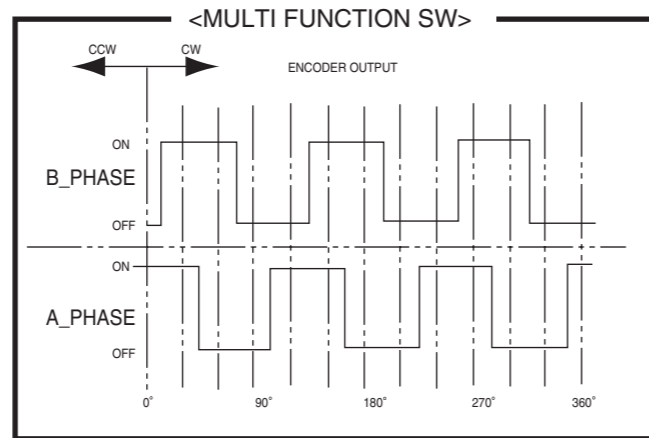 <MULTI FUNCTION SW>
CCW CW
ENCODER OUTPUT
ON
B_PHASE
OFF
ON
A_PHASE
OFF
0° 90° 180° 270° 360°